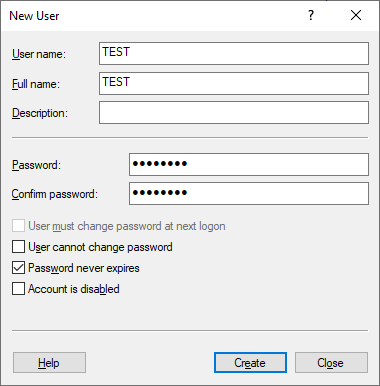 New User
User name: TEST
Full name: TEST
Description:
Password: ●●●●●●●●
Confirm password: ●●●●●●●●
User must change password at next logon
User cannot change password
Password never expires
Account is disabled
Help Create Close